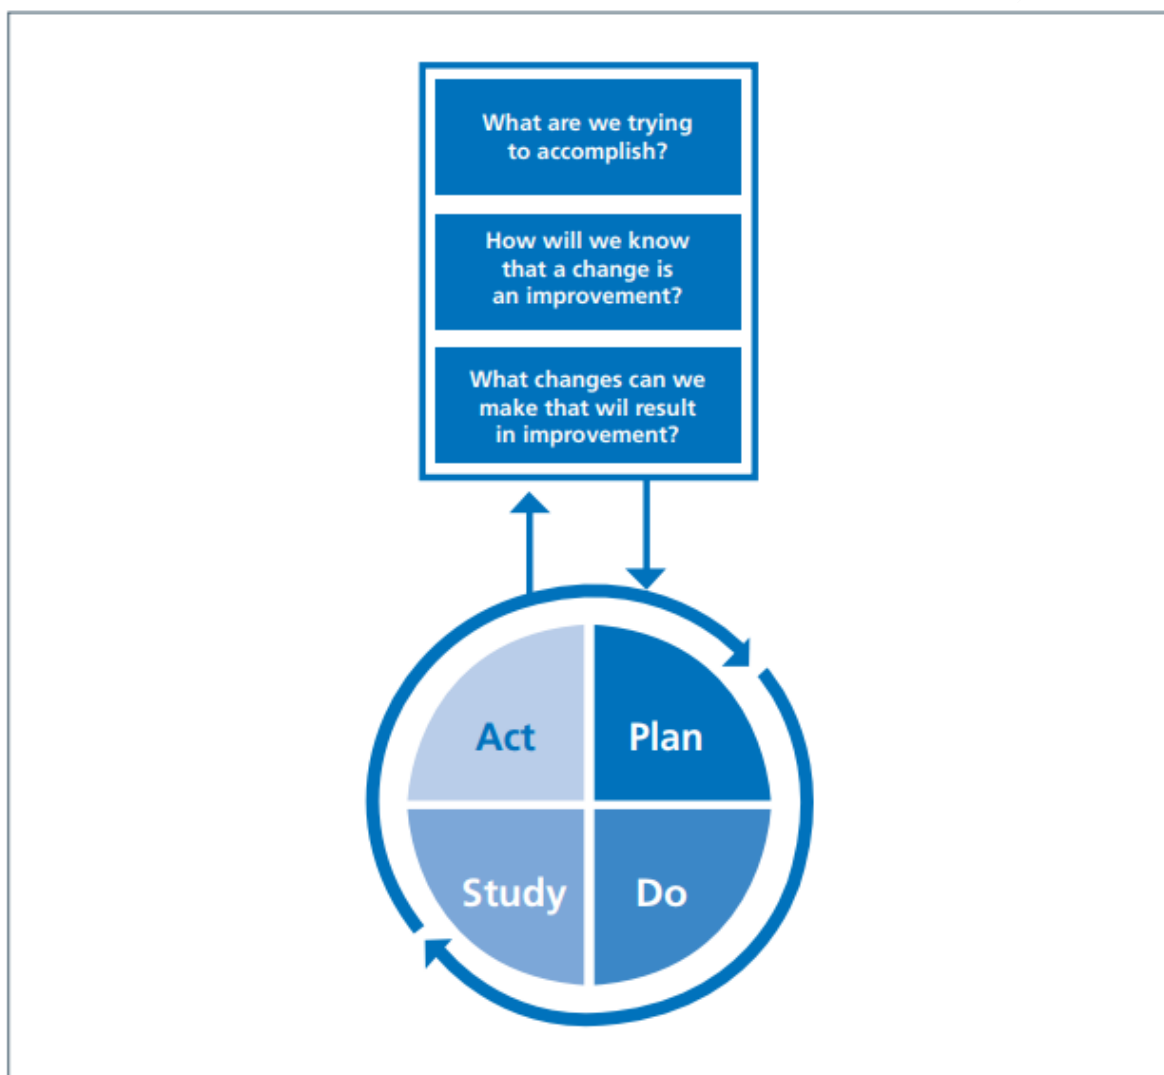 What are we trying
to accomplish?
How will we know
that a change is
an improvement?
What changes can we
make that wil result
in improvement?
Act
Plan
Study
Do